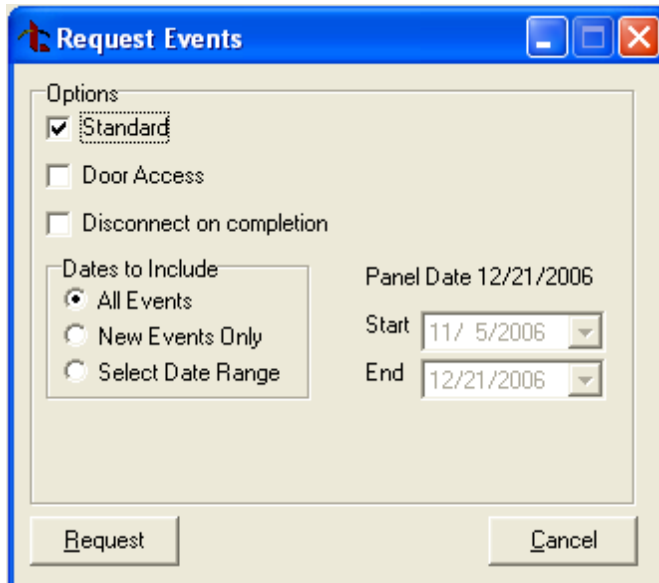 Request Events
Options
Standard
Door Access
Disconnect on completion
Dates to Include
All Events
New Events Only
Select Date Range
Panel Date 12/21/2006
Start 11/ 5/2006
End 12/21/2006
Request
Cancel